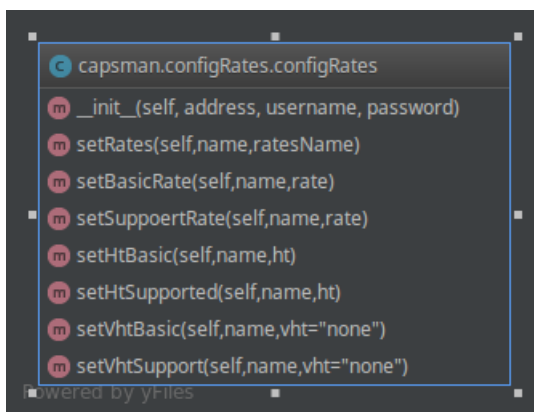 C capsman.configRates.configRates
m __init__(self, address, username, password)
m setRates(self,name,ratesName)
m setBasicRate(self,name,rate)
m setSuppoertRate(self,name,rate)
m setHtBasic(self,name,ht)
m setHtSupported(self,name,ht)
m setVhtBasic(self,name,vht="none")
m setVhtSupport(self,name,vht="none")
Powered by yFiles